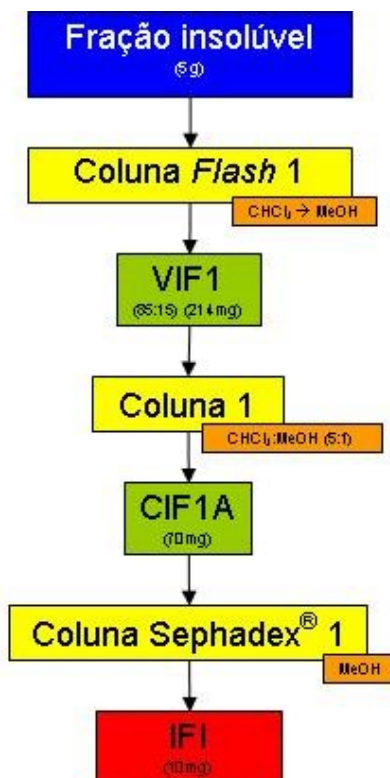 Fração insolúvel
(5g)
Coluna Flash 1
CHCl₃ → MeOH
VIF1
(85:15) (214mg)
Coluna 1
CHCl₃:MeOH (5:1)
CIF1A
(70mg)
Coluna Sephadex® 1
MeOH
IFI
(10mg)